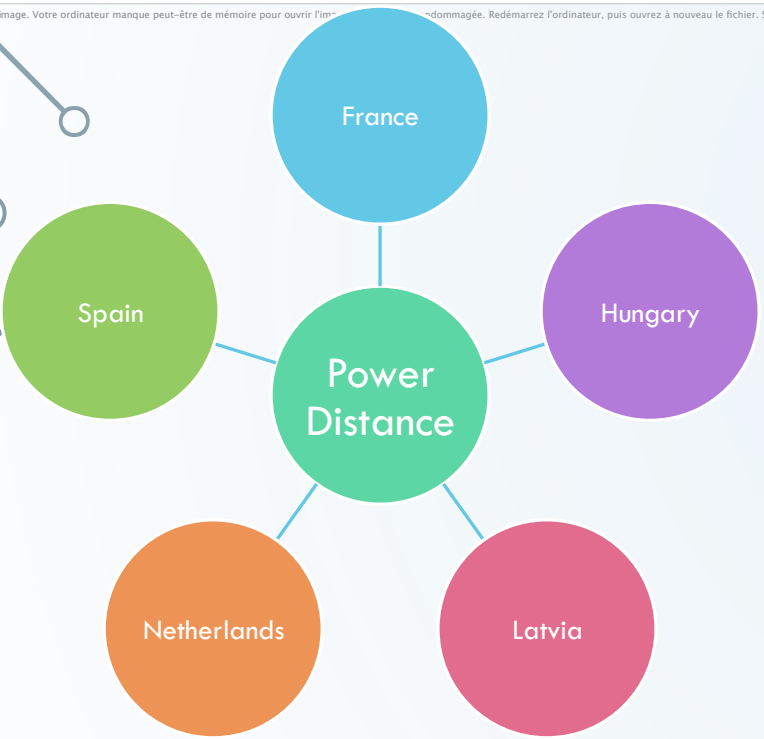 image. Votre ordinateur manque peut-être de mémoire pour ouvrir l'im ndommagée. Redémarrez l'ordinateur, puis ouvrez à nouveau le fichier. S
France
Spain
Hungary
Power
Distance
Netherlands
Latvia